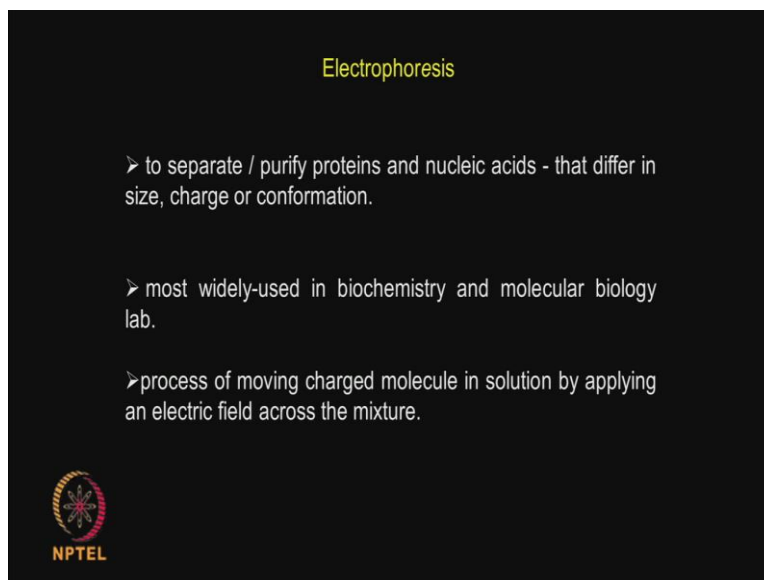 Electrophoresis
➢ to separate / purify proteins and nucleic acids - that differ in
size, charge or conformation.
➢ most widely-used in biochemistry and molecular biology
lab.
➢process of moving charged molecule in solution by applying
an electric field across the mixture.
NPTEL